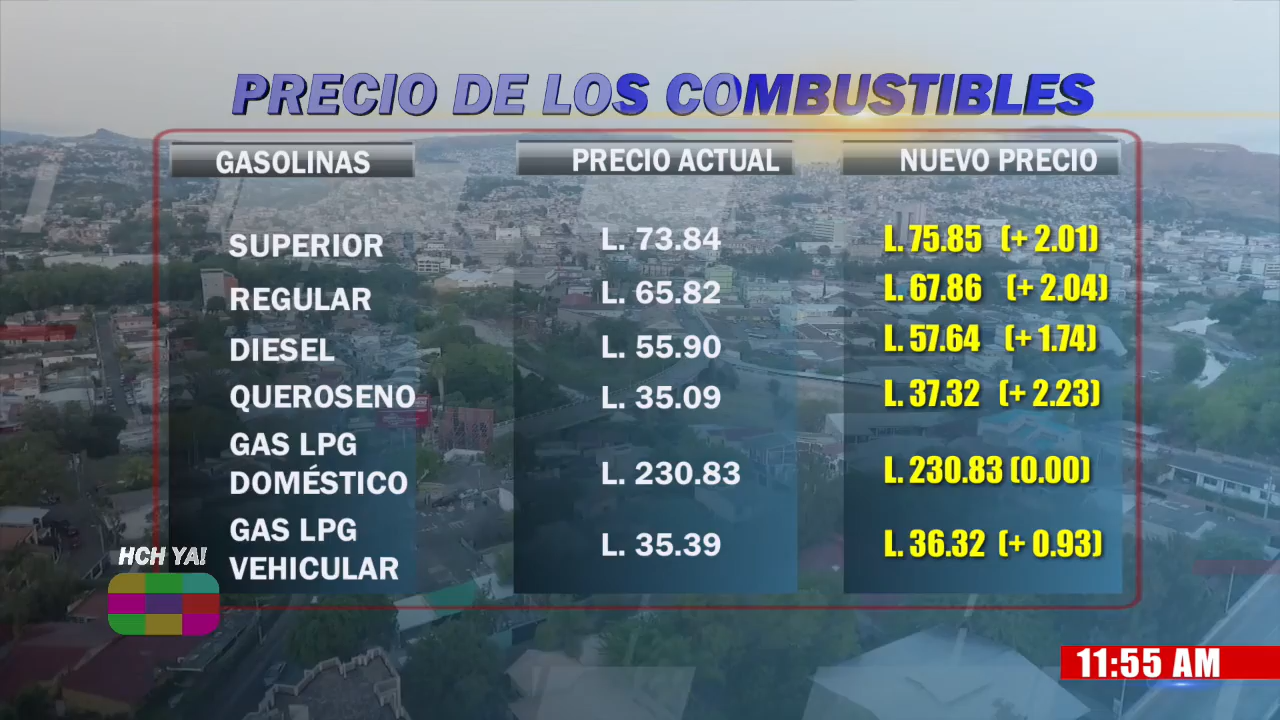 PRECIO DE LOS COMBUSTIBLES
GASOLINAS PRECIO ACTUAL NUEVO PRECIO
SUPERIOR L. 73.84 L. 75.85 (+ 2.01)
REGULAR L. 65.82 L. 67.86 (+ 2.04)
DIESEL L. 55.90 L. 57.64 (+ 1.74)
QUEROSENO L. 35.09 L. 37.32 (+ 2.23)
GAS LPG
DOMÉSTICO L. 230.83 L. 230.83 (0.00)
GAS LPG
VEHICULAR L. 35.39 L. 36.32 (+ 0.93)
HCH YA!
11:55 AM